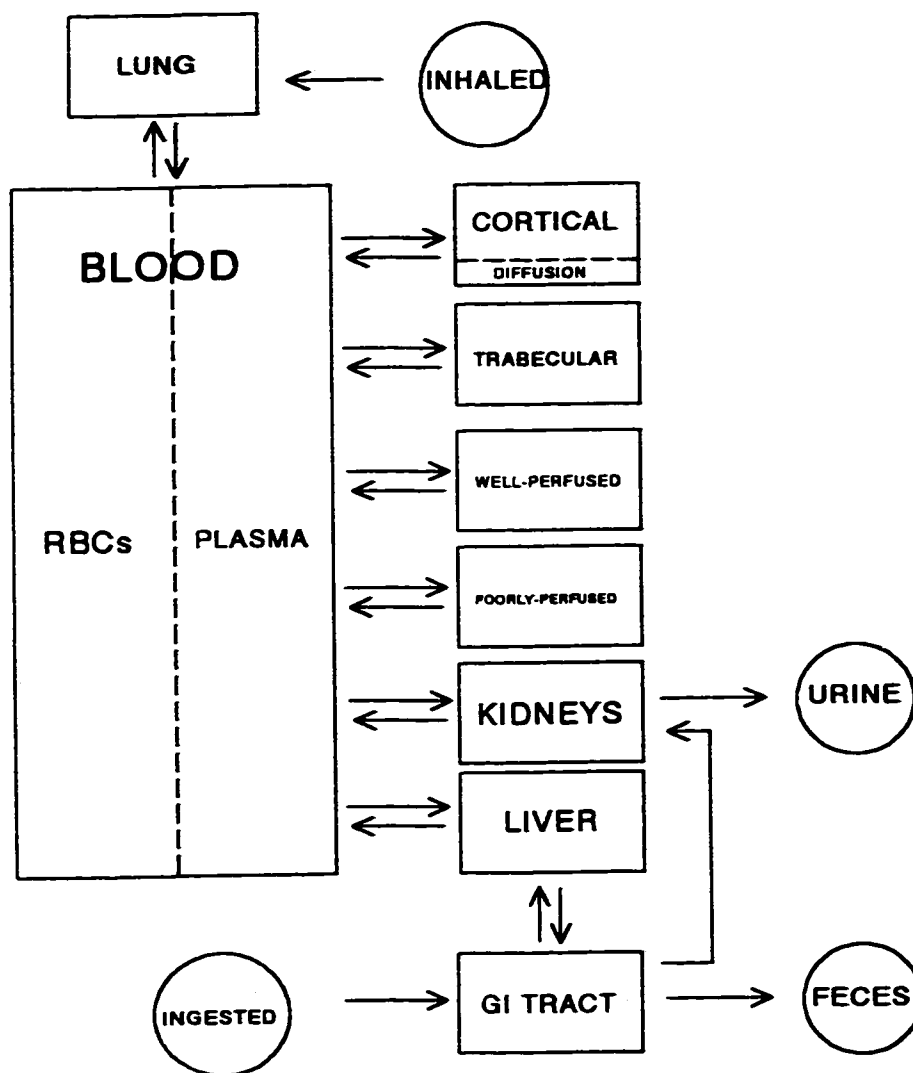 LUNG
INHALED
BLOOD
RBCs
PLASMA
CORTICAL
DIFFUSION
TRABECULAR
WELL-PERFUSED
POORLY-PERFUSED
KIDNEYS
URINE
LIVER
INGESTED
GI TRACT
FECES